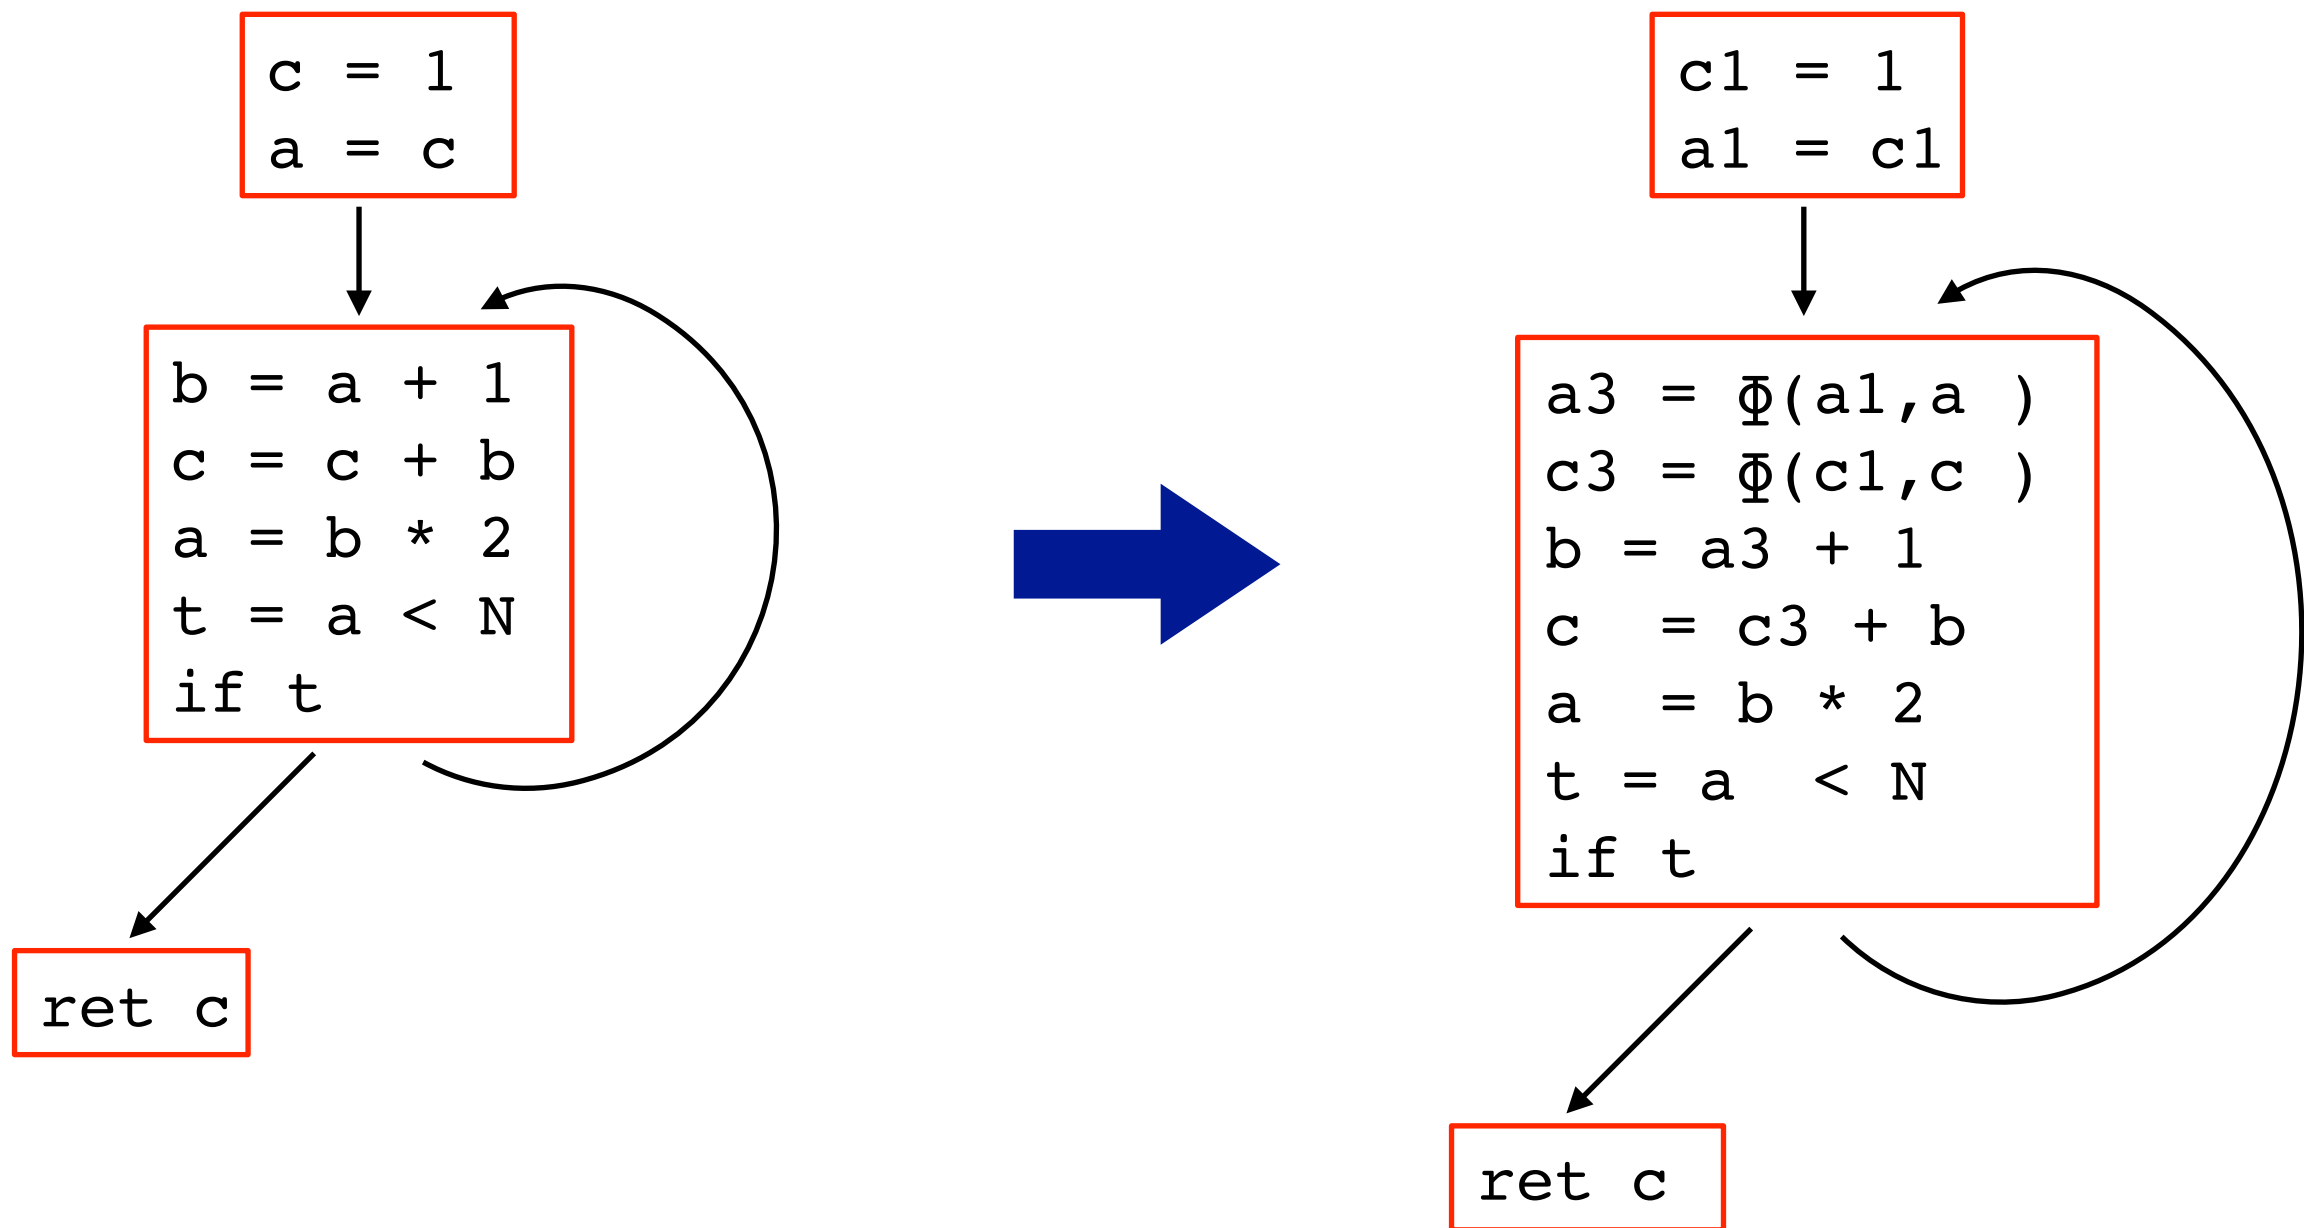 c = 1
a = c
b = a + 1
c = c + b
a = b * 2
t = a < N
if t
ret c
c1 = 1
a1 = c1
a3 = Φ(a1,a )
c3 = Φ(c1,c )
b = a3 + 1
c  = c3 + b
a  = b * 2
t = a  < N
if t
ret c